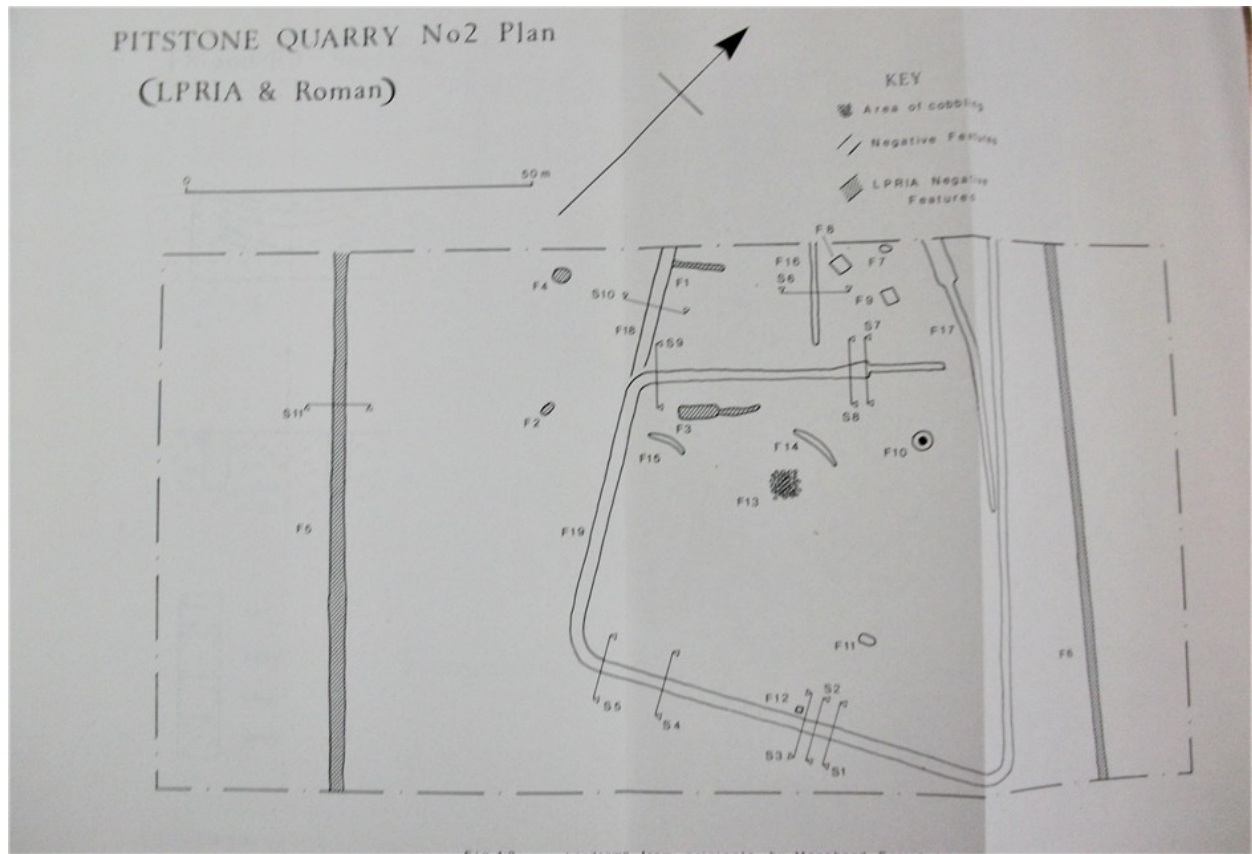 PITSTONE QUARRY No2 Plan
(LPRIA & Roman)
KEY
Area of cobbling
Negative Features
LPRIA Negative
Features
0
50m
F8
F16
F7
S6
F4
F1
S10
F9
F18
S7
F17
S9
S11
F2
S8
F3
F15
F14
F10
F13
F5
F19
F11
F6
F12
S2
S5
S4
S3
S1